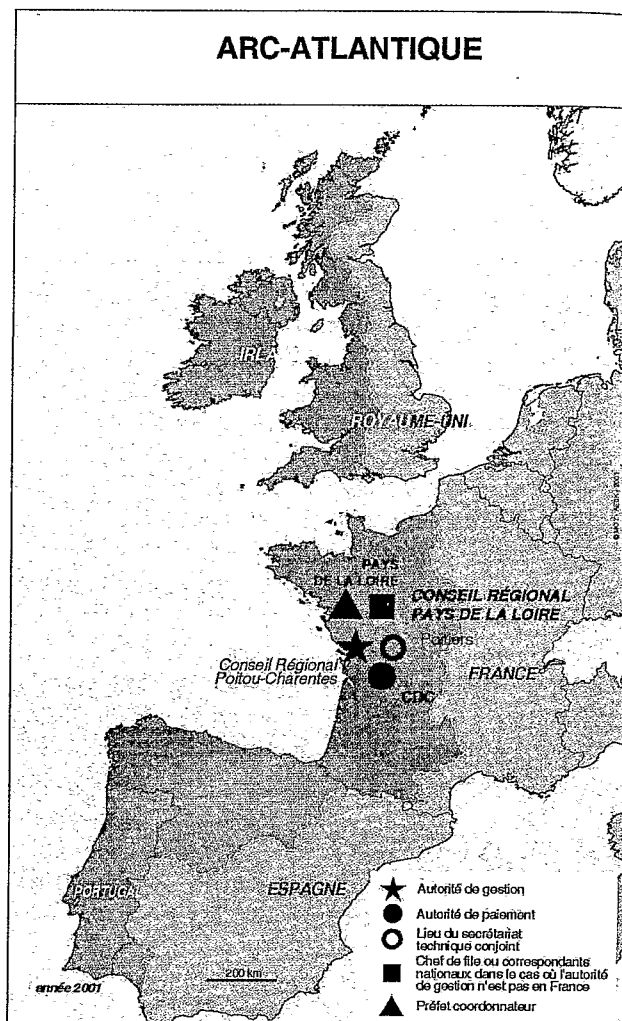 ARC-ATLANTIQUE
IRLA
ROYAUME-UNI
PAYS
DE LA LOIRE
CONSEIL RÉGIONAL
PAYS DE LA LOIRE
Poitiers
Conseil Régional
Poitou-Charentes
FRANCE
CDC
PORTUGAL
ESPAGNE
200 km
année 2001
Autorité de gestion
Autorité de paiement
Lieu du secrétariat
technique conjoint
Chef de file ou correspondants
nationaux dans le cas où l'autorité
de gestion n'est pas en France
Préfet coordonnateur